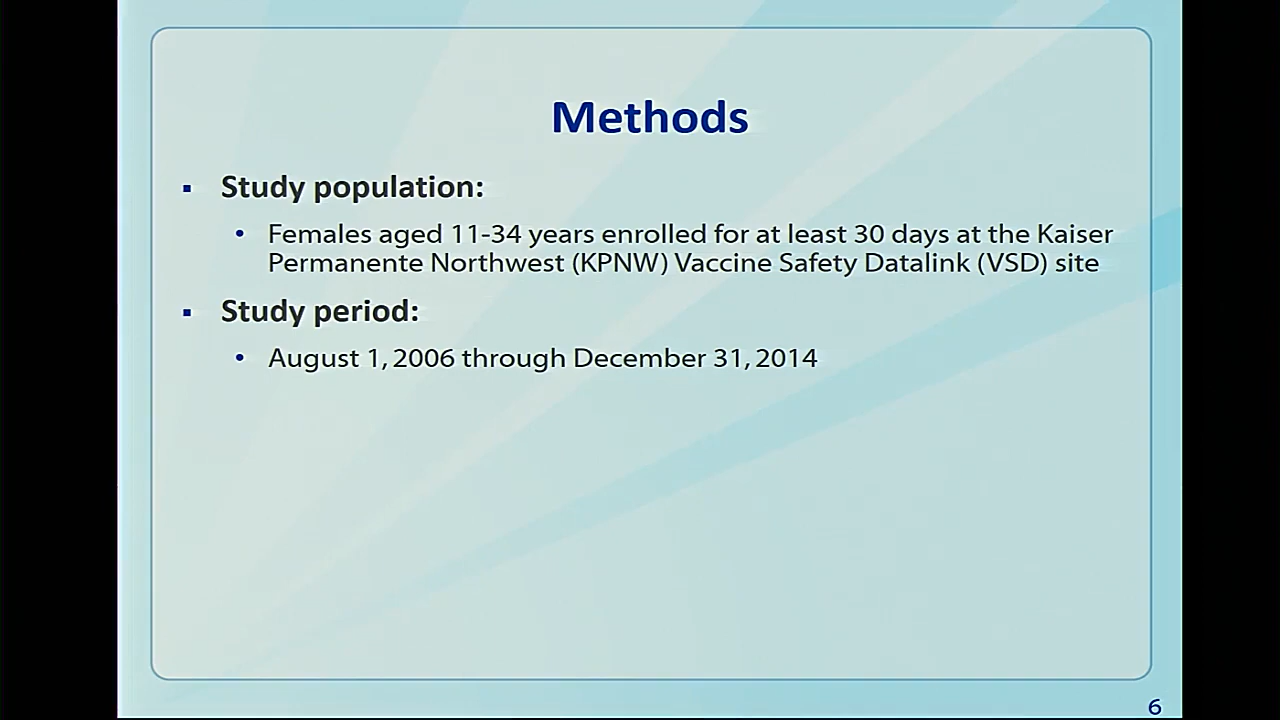 Methods
Study population:
Females aged 11-34 years enrolled for at least 30 days at the Kaiser
Permanente Northwest (KPNW) Vaccine Safety Datalink (VSD) site
Study period:
August 1, 2006 through December 31, 2014
6